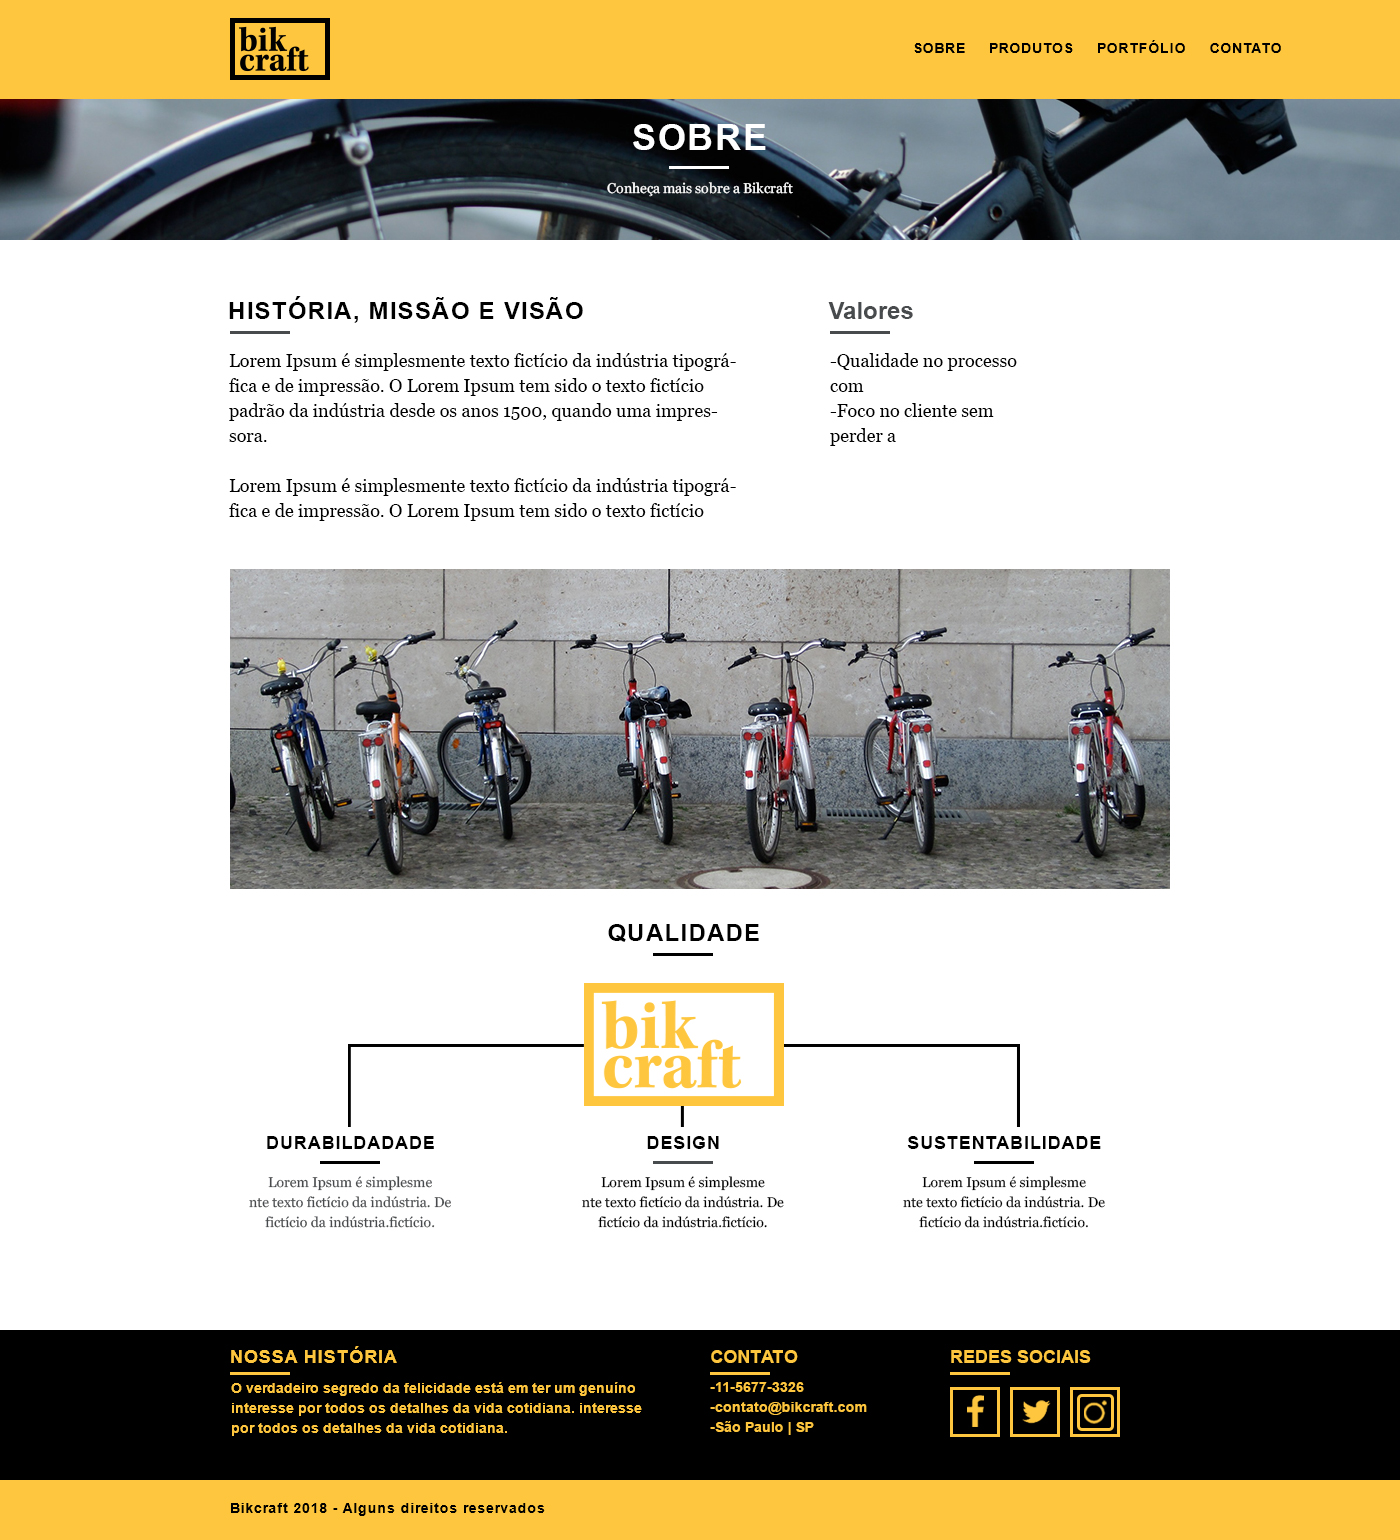 bik
craft
SOBRE PRODUTOS PORTFÓLIO CONTATO
SOBRE
Conheça mais sobre a Bikcraft
HISTÓRIA, MISSÃO E VISÃO
Lorem Ipsum é simplesmente texto fictício da indústria tipográ-
fica e de impressão. O Lorem Ipsum tem sido o texto fictício
padrão da indústria desde os anos 1500, quando uma impres-
sora.
Lorem Ipsum é simplesmente texto fictício da indústria tipográ-
fica e de impressão. O Lorem Ipsum tem sido o texto fictício
Valores
-Qualidade no processo
com
-Foco no cliente sem
perder a
QUALIDADE
bik
craft
DURABILDADADE
Lorem Ipsum é simplesme
nte texto fictício da indústria. De
fictício da indústria.fictício.
DESIGN
Lorem Ipsum é simplesme
nte texto fictício da indústria. De
fictício da indústria.fictício.
SUSTENTABILIDADE
Lorem Ipsum é simplesme
nte texto fictício da indústria. De
fictício da indústria.fictício.
NOSSA HISTÓRIA
O verdadeiro segredo da felicidade está em ter um genuíno
interesse por todos os detalhes da vida cotidiana. interesse
por todos os detalhes da vida cotidiana.
CONTATO
-11-5677-3326
-contato@bikcraft.com
-São Paulo | SP
REDES SOCIAIS
Bikcraft 2018 - Alguns direitos reservados